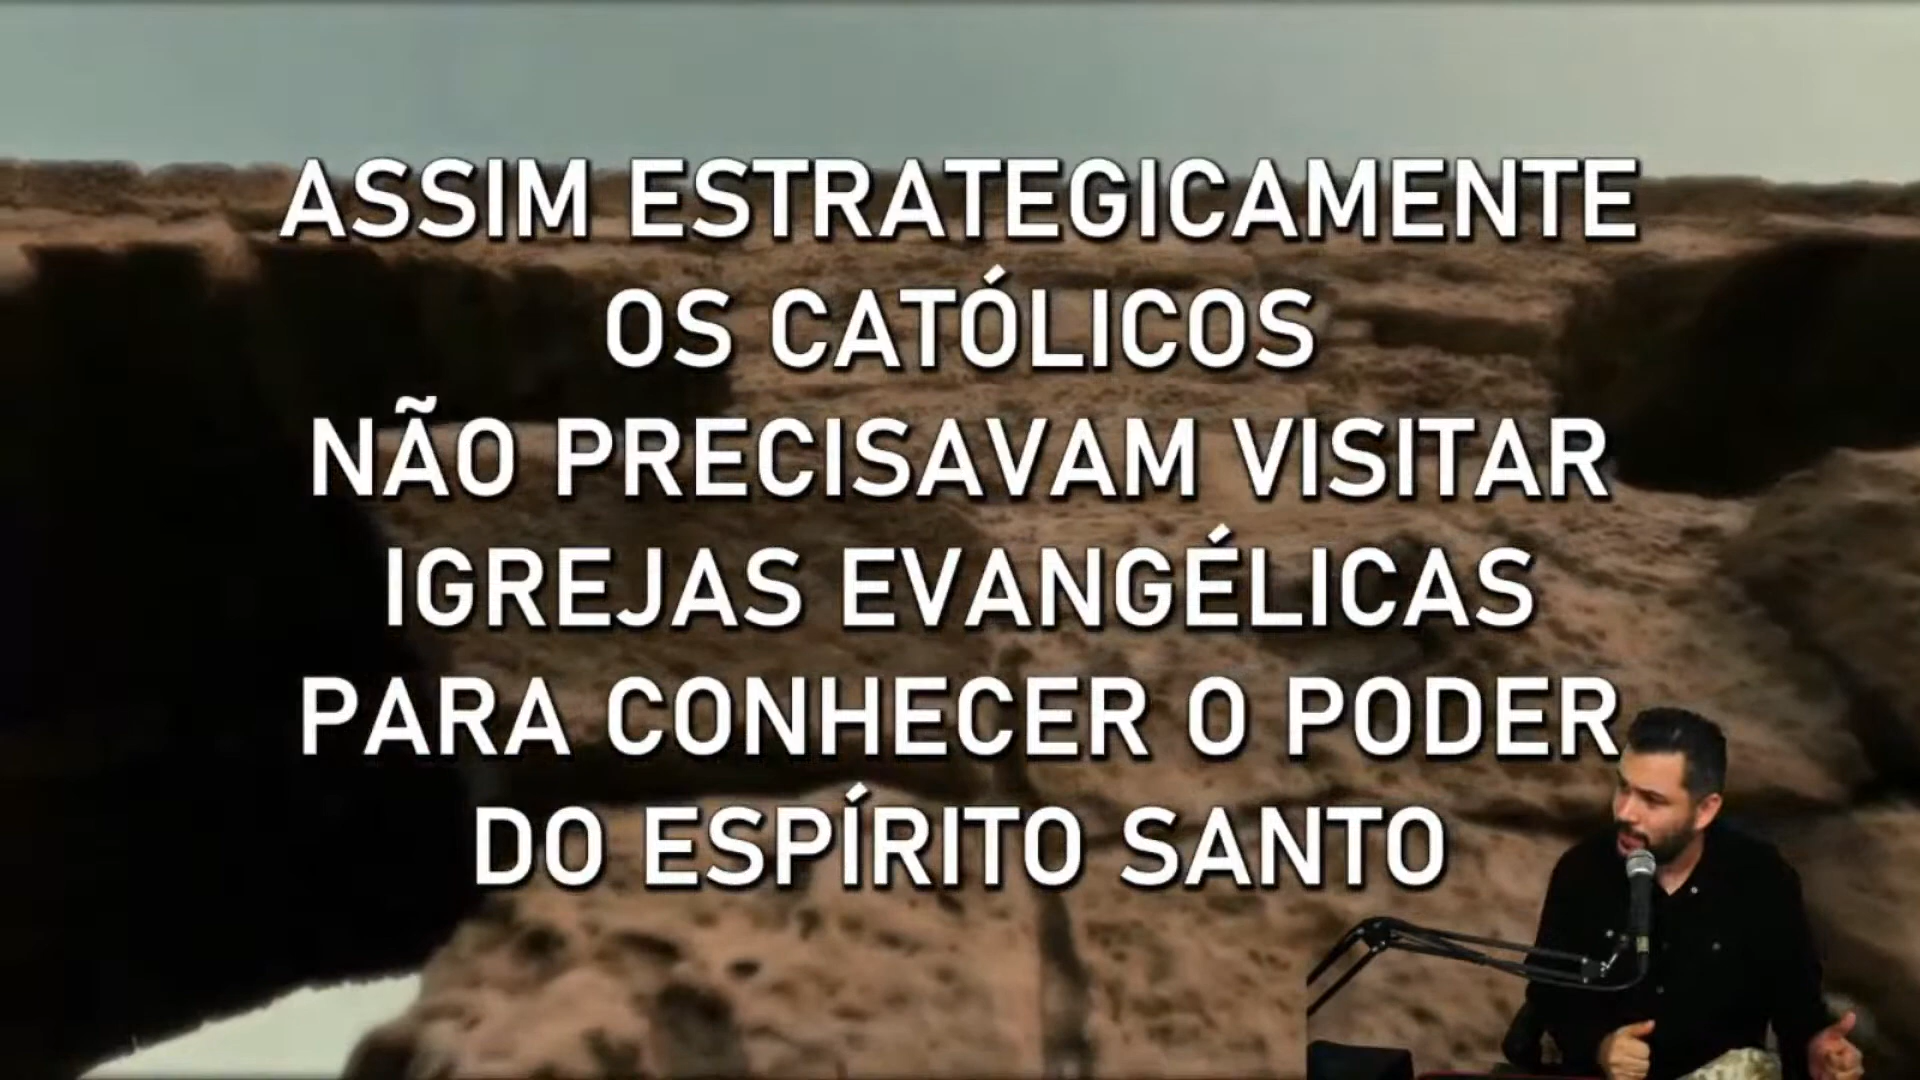 ASSIM ESTRATEGICAMENTE
OS CATÓLICOS
NÃO PRECISAVAM VISITAR
IGREJAS EVANGÉLICAS
PARA CONHECER O PODER
DO ESPÍRITO SANTO